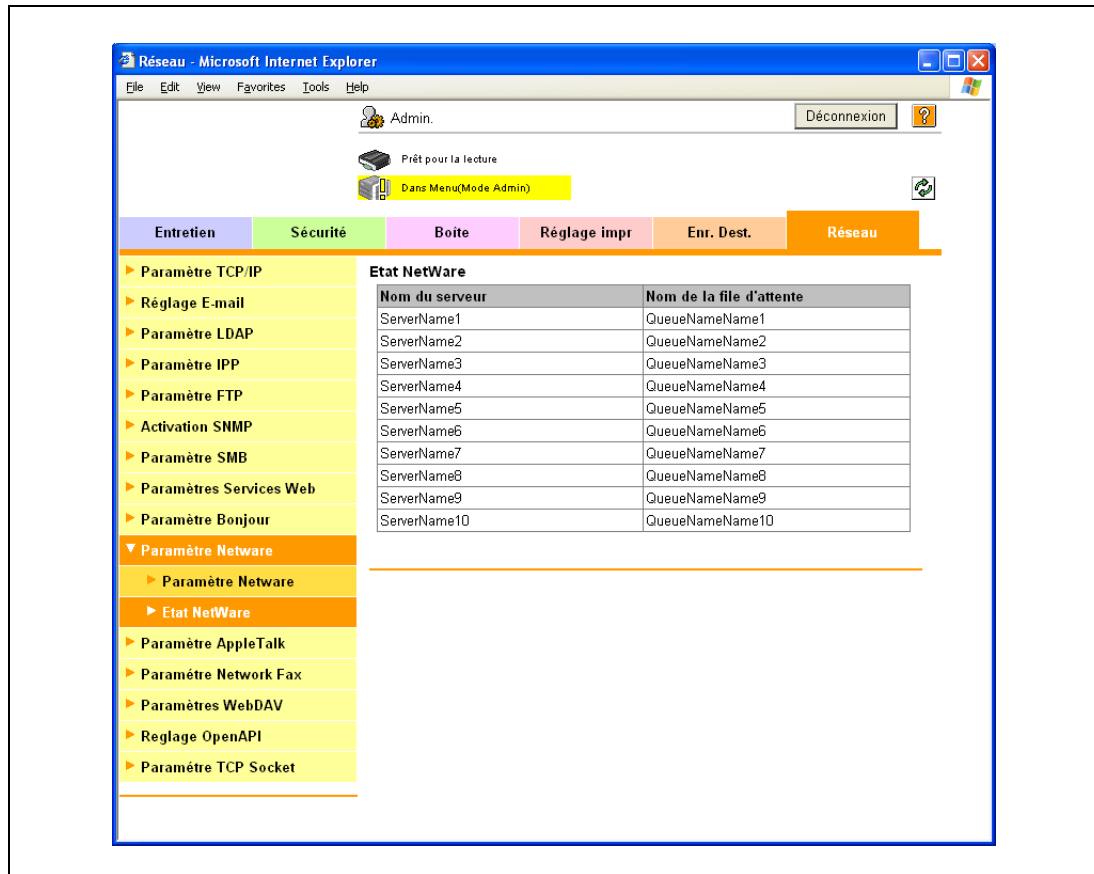 Réseau - Microsoft Internet Explorer
File Edit View Favorites Tools Help
Admin. Déconnexion ?
Prêt pour la lecture
Dans Menu(Mode Admin)
Entretien Sécurité Boîte Réglage impr Enr. Dest. Réseau
Paramètre TCP/IP
Réglage E-mail
Paramètre LDAP
Paramètre IPP
Paramètre FTP
Activation SNMP
Paramètre SMB
Paramètres Services Web
Paramètre Bonjour
Paramètre Netware
Paramètre Netware
Etat NetWare
Paramètre AppleTalk
Paramétre Network Fax
Paramètres WebDAV
Reglage OpenAPI
Paramétre TCP Socket
Etat NetWare
Nom du serveur Nom de la file d'attente
ServerName1 QueueNameName1
ServerName2 QueueNameName2
ServerName3 QueueNameName3
ServerName4 QueueNameName4
ServerName5 QueueNameName5
ServerName6 QueueNameName6
ServerName7 QueueNameName7
ServerName8 QueueNameName8
ServerName9 QueueNameName9
ServerName10 QueueNameName10